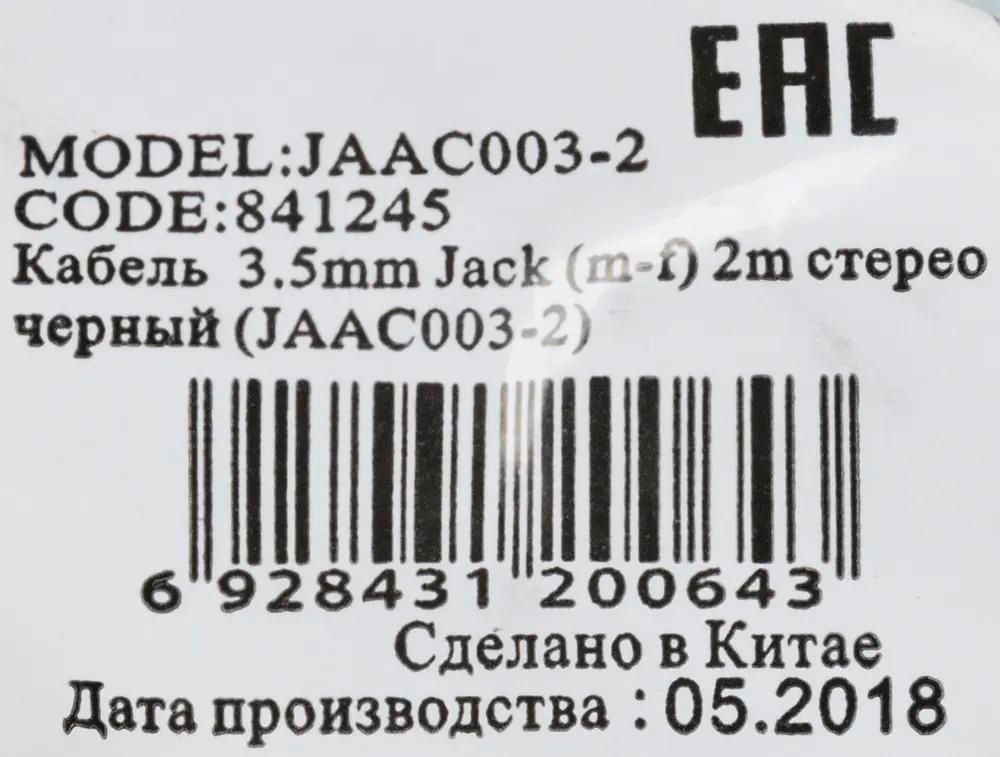 EAC
MODEL:JAAC003-2
CODE:841245
Кабель 3.5mm Jack (m-f) 2m стерео
черный (JAAC003-2)
6 928431 200643
Сделано в Китае
Дата производства : 05.2018